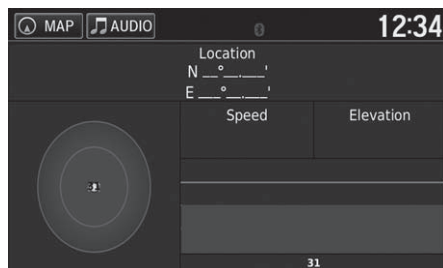 MAP AUDIO 12:34
Location
N __°__.___'
E ___°__.___'
Speed Elevation
31